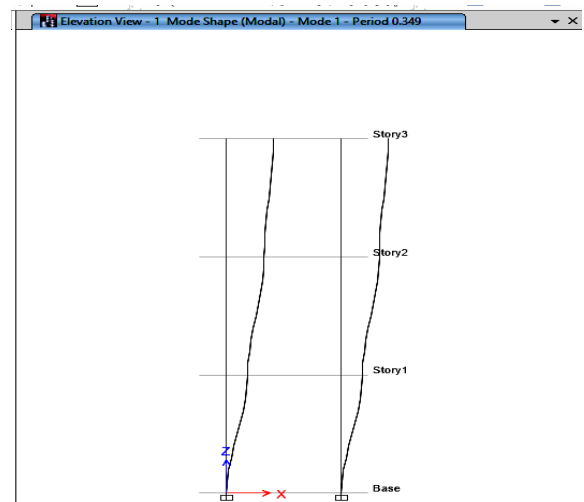 Elevation View - 1 Mode Shape (Modal) - Mode 1 - Period 0.349
Story3
Story2
Story1
Z
X
Base